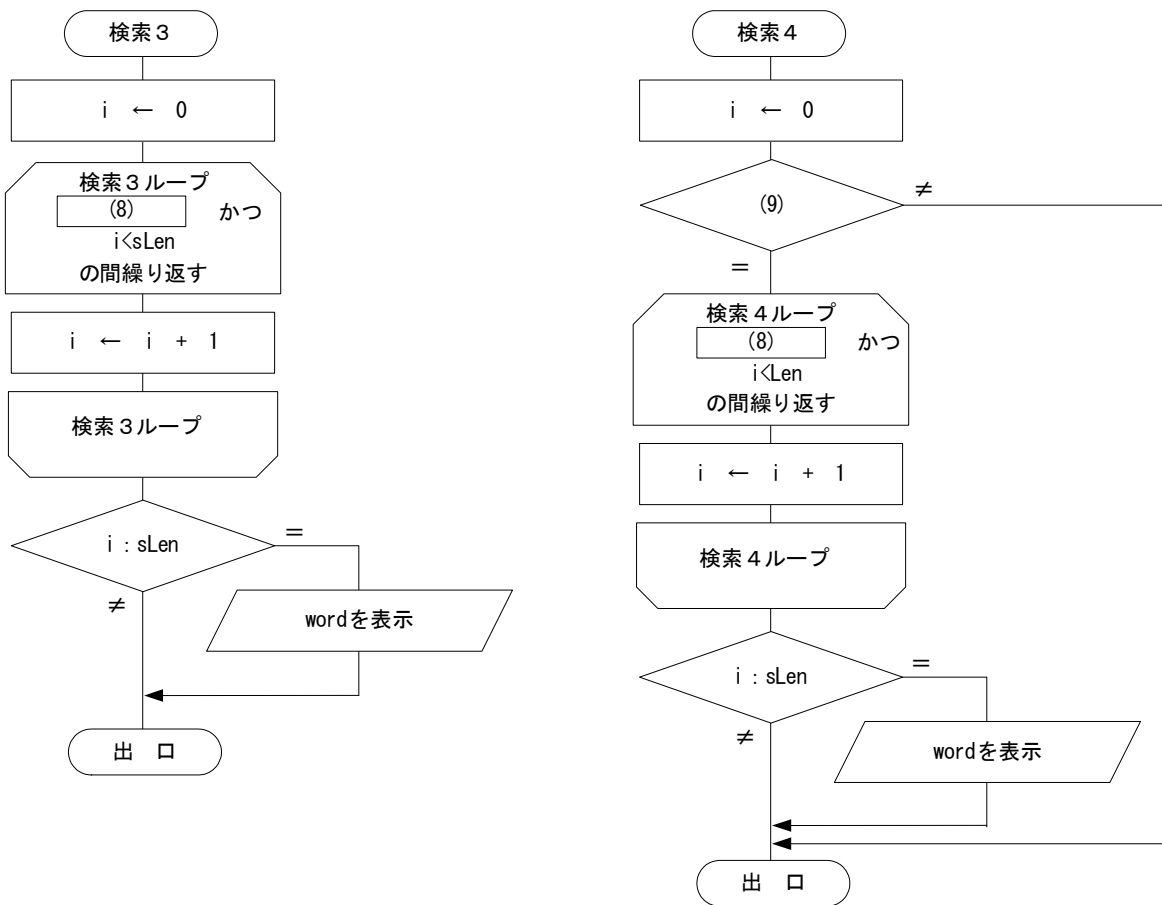 検索3
i ← 0
検索3ループ
(8) かつ
i<sLen
の間繰り返す
i ← i + 1
検索3ループ
i : sLen
=
≠
wordを表示
出 口
検索4
i ← 0
(9)
≠
=
検索4ループ
(8) かつ
i<Len
の間繰り返す
i ← i + 1
検索4ループ
i : sLen
=
≠
wordを表示
出 口